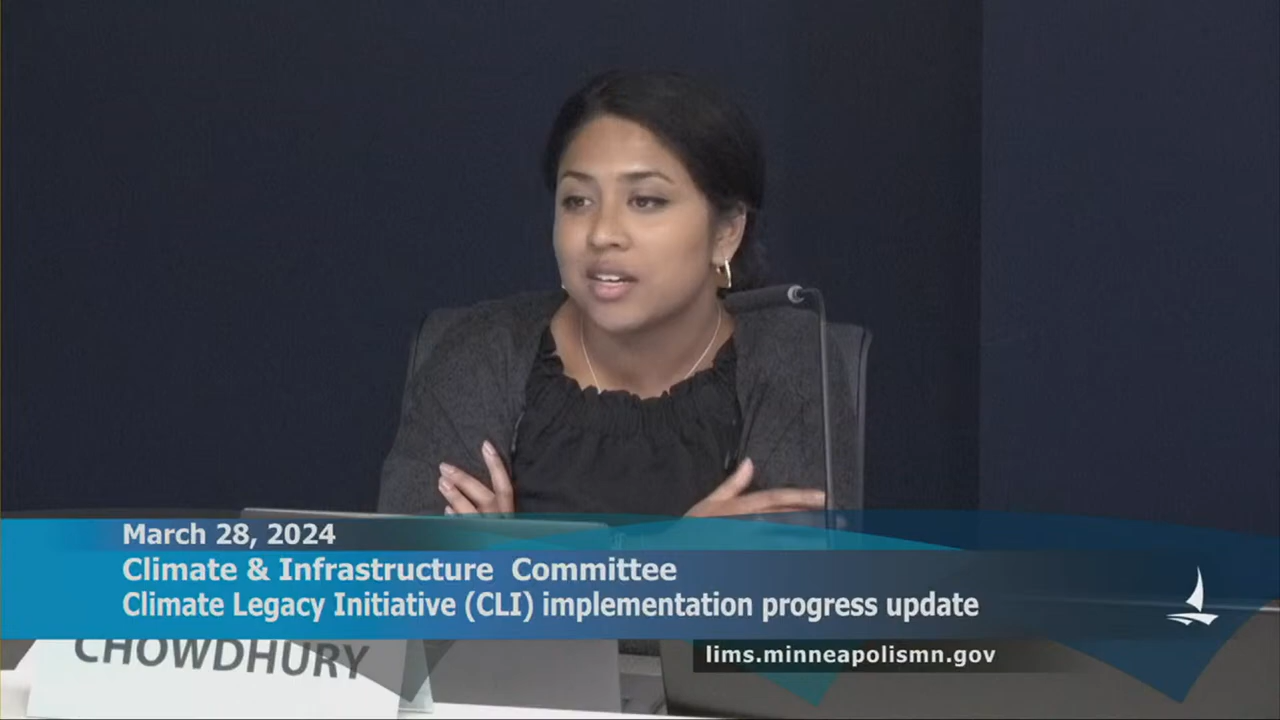 March 28, 2024
Climate & Infrastructure Committee
Climate Legacy Initiative (CLI) implementation progress update
CHOWDHURY
lims.minneapolismn.gov